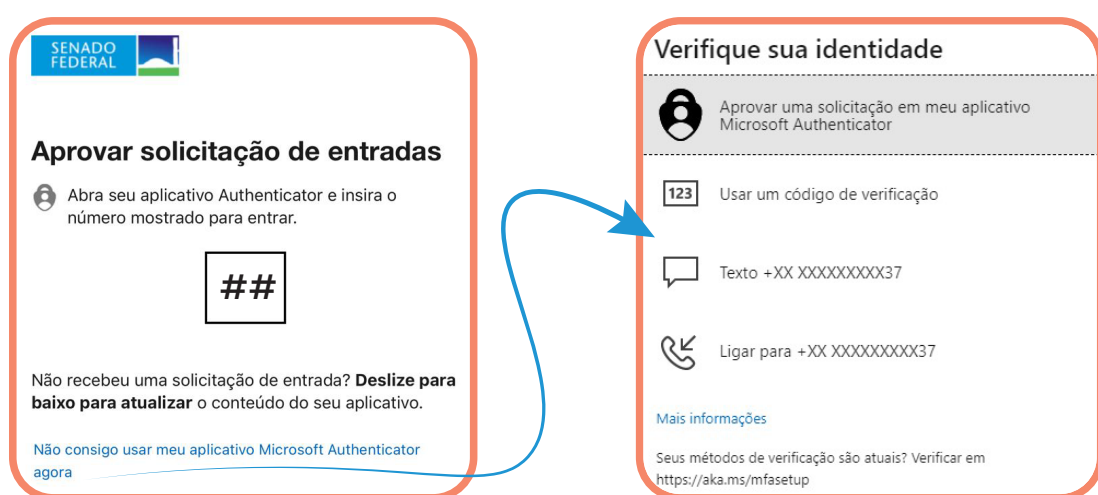 SENADO
FEDERAL
Aprovar solicitação de entradas
Abra seu aplicativo Authenticator e insira o
número mostrado para entrar.
##
Não recebeu uma solicitação de entrada? Deslize para
baixo para atualizar o conteúdo do seu aplicativo.
Não consigo usar meu aplicativo Microsoft Authenticator
agora
Verifique sua identidade
Aprovar uma solicitação em meu aplicativo
Microsoft Authenticator
123
Usar um código de verificação
Texto +XX XXXXXXXXX37
Ligar para +XX XXXXXXXXX37
Mais informações
Seus métodos de verificação são atuais? Verificar em
https://aka.ms/mfasetup